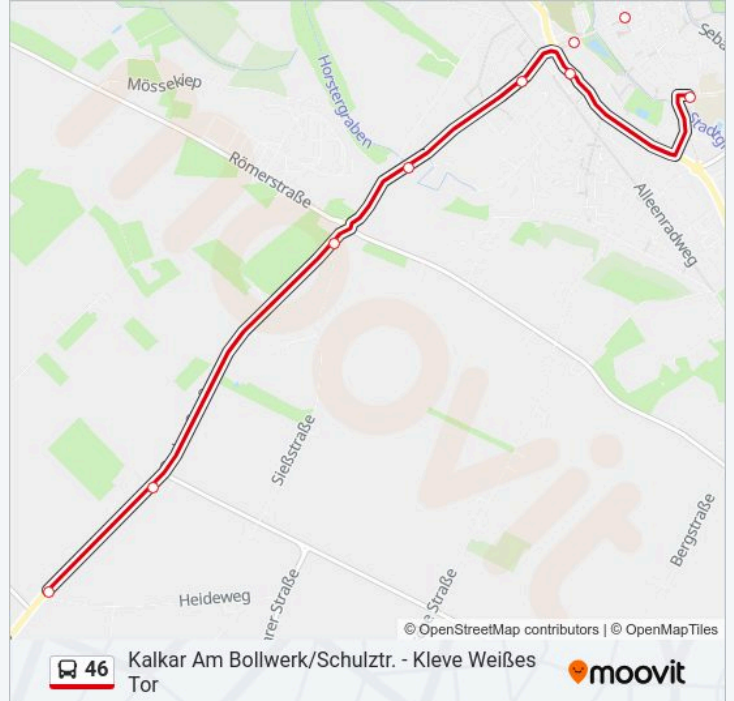 Mössekiep
Horstergraben
Römerstraße
Alleenradweg
Sießstraße
Bergstraße
Heideweg
© OpenStreetMap contributors | © OpenMapTiles
46
Kalkar Am Bollwerk/Schulztr. - Kleve Weißes
Tor
moovit
moovit